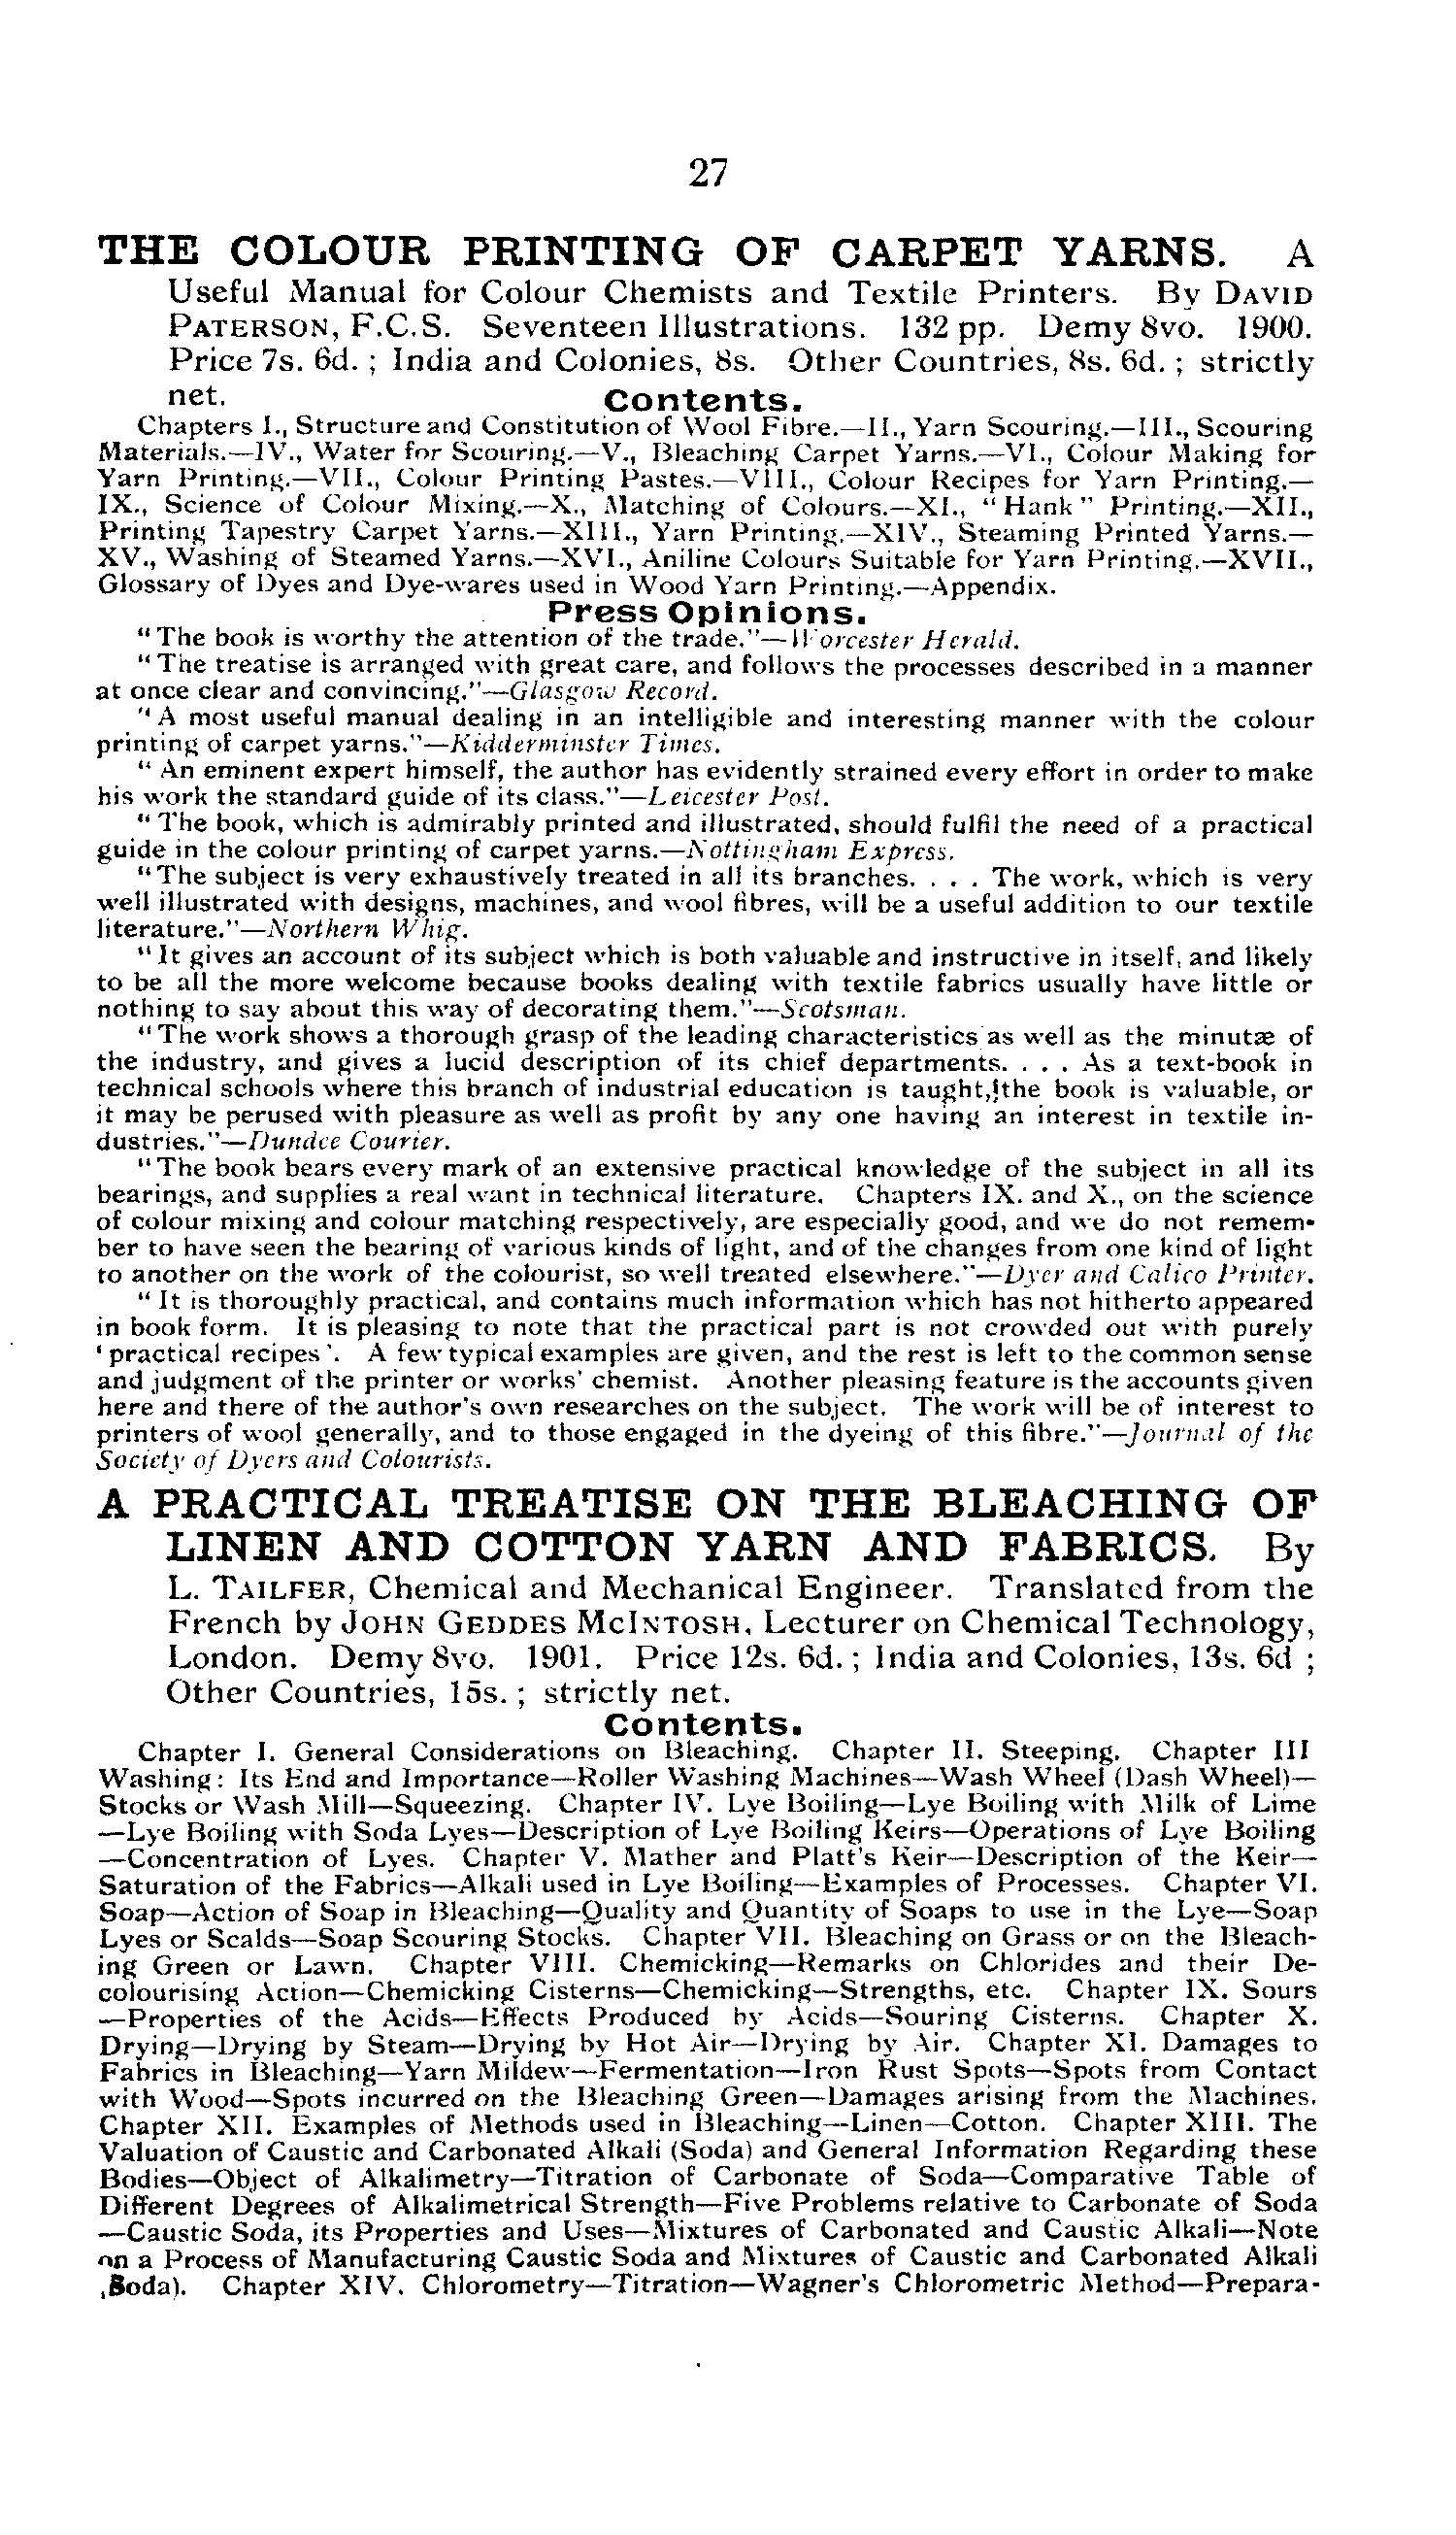 27
THE COLOUR PRINTING OF CARPET YARNS. A
Useful Manual for Colour Chemists and Textile Printers. By DAVID
PATERSON, F.C.S. Seventeen Illustrations. 132 pp. Demy 8vo. 1900.
Price 7s. 6d. ; India and Colonies, 8s. Other Countries, 8s. 6d. ; strictly
net.
Contents.
Chapters I., Structure and Constitution of Wool Fibre.—II., Yarn Scouring.—III., Scouring
Materials.—IV., Water for Scouring.—V., Bleaching Carpet Yarns.—VI., Colour Making for
Yarn Printing.—VII., Colour Printing Pastes.—VIII., Colour Recipes for Yarn Printing.—
IX., Science of Colour Mixing.—X., Matching of Colours.—XI., "Hank" Printing.—XII.,
Printing Tapestry Carpet Yarns.—XIII., Yarn Printing.—XIV., Steaming Printed Yarns.—
XV., Washing of Steamed Yarns.—XVI., Aniline Colours Suitable for Yarn Printing.—XVII.,
Glossary of Dyes and Dye-wares used in Wood Yarn Printing.—Appendix.
Press Opinions.
"The book is worthy the attention of the trade."—Worcester Herald.
"The treatise is arranged with great care, and follows the processes described in a manner
at once clear and convincing."—Glasgow Record.
"A most useful manual dealing in an intelligible and interesting manner with the colour
printing of carpet yarns."—Kidderminster Times.
"An eminent expert himself, the author has evidently strained every effort in order to make
his work the standard guide of its class."—Leicester Post.
"The book, which is admirably printed and illustrated, should fulfil the need of a practical
guide in the colour printing of carpet yarns.—Nottingham Express.
"The subject is very exhaustively treated in all its branches. . . . The work, which is very
well illustrated with designs, machines, and wool fibres, will be a useful addition to our textile
literature."—Northern Whig.
"It gives an account of its subject which is both valuable and instructive in itself, and likely
to be all the more welcome because books dealing with textile fabrics usually have little or
nothing to say about this way of decorating them."—Scotsman.
"The work shows a thorough grasp of the leading characteristics as well as the minutæ of
the industry, and gives a lucid description of its chief departments. . . . As a text-book in
technical schools where this branch of industrial education is taught, the book is valuable, or
it may be perused with pleasure as well as profit by any one having an interest in textile in-
dustries."—Dundee Courier.
"The book bears every mark of an extensive practical knowledge of the subject in all its
bearings, and supplies a real want in technical literature. Chapters IX. and X., on the science
of colour mixing and colour matching respectively, are especially good, and we do not remem-
ber to have seen the bearing of various kinds of light, and of the changes from one kind of light
to another on the work of the colourist, so well treated elsewhere."—Dyer and Calico Printer.
"It is thoroughly practical, and contains much information which has not hitherto appeared
in book form. It is pleasing to note that the practical part is not crowded out with purely
'practical recipes'. A few typical examples are given, and the rest is left to the common sense
and judgment of the printer or works' chemist. Another pleasing feature is the accounts given
here and there of the author's own researches on the subject. The work will be of interest to
printers of wool generally, and to those engaged in the dyeing of this fibre."—Journal of the
Society of Dyers and Colourists.
A PRACTICAL TREATISE ON THE BLEACHING OF
LINEN AND COTTON YARN AND FABRICS. By
L. TAILFER, Chemical and Mechanical Engineer. Translated from the
French by JOHN GEDDES MCINTOSH, Lecturer on Chemical Technology,
London. Demy 8vo. 1901. Price 12s. 6d. ; India and Colonies, 13s. 6d ;
Other Countries, 15s. ; strictly net.
Contents.
Chapter I. General Considerations on Bleaching. Chapter II. Steeping. Chapter III
Washing: Its End and Importance—Roller Washing Machines—Wash Wheel (Dash Wheel)—
Stocks or Wash Mill—Squeezing. Chapter IV. Lye Boiling—Lye Boiling with Milk of Lime
—Lye Boiling with Soda Lyes—Description of Lye Boiling Keirs—Operations of Lye Boiling
—Concentration of Lyes. Chapter V. Mather and Platt's Keir—Description of the Keir—
Saturation of the Fabrics—Alkali used in Lye Boiling—Examples of Processes. Chapter VI.
Soap—Action of Soap in Bleaching—Quality and Quantity of Soaps to use in the Lye—Soap
Lyes or Scalds—Soap Scouring Stocks. Chapter VII. Bleaching on Grass or on the Bleach-
ing Green or Lawn. Chapter VIII. Chemicking—Remarks on Chlorides and their De-
colourising Action—Chemicking Cisterns—Chemicking—Strengths, etc. Chapter IX. Sours
—Properties of the Acids—Effects Produced by Acids—Souring Cisterns. Chapter X.
Drying—Drying by Steam—Drying by Hot Air—Drying by Air. Chapter XI. Damages to
Fabrics in Bleaching—Yarn Mildew—Fermentation—Iron Rust Spots—Spots from Contact
with Wood—Spots incurred on the Bleaching Green—Damages arising from the Machines.
Chapter XII. Examples of Methods used in Bleaching—Linen—Cotton. Chapter XIII. The
Valuation of Caustic and Carbonated Alkali (Soda) and General Information Regarding these
Bodies—Object of Alkalimetry—Titration of Carbonate of Soda—Comparative Table of
Different Degrees of Alkalimetrical Strength—Five Problems relative to Carbonate of Soda
—Caustic Soda, its Properties and Uses—Mixtures of Carbonated and Caustic Alkali—Note
on a Process of Manufacturing Caustic Soda and Mixtures of Caustic and Carbonated Alkali
(Soda). Chapter XIV. Chlorometry—Titration—Wagner's Chlorometric Method—Prepara-